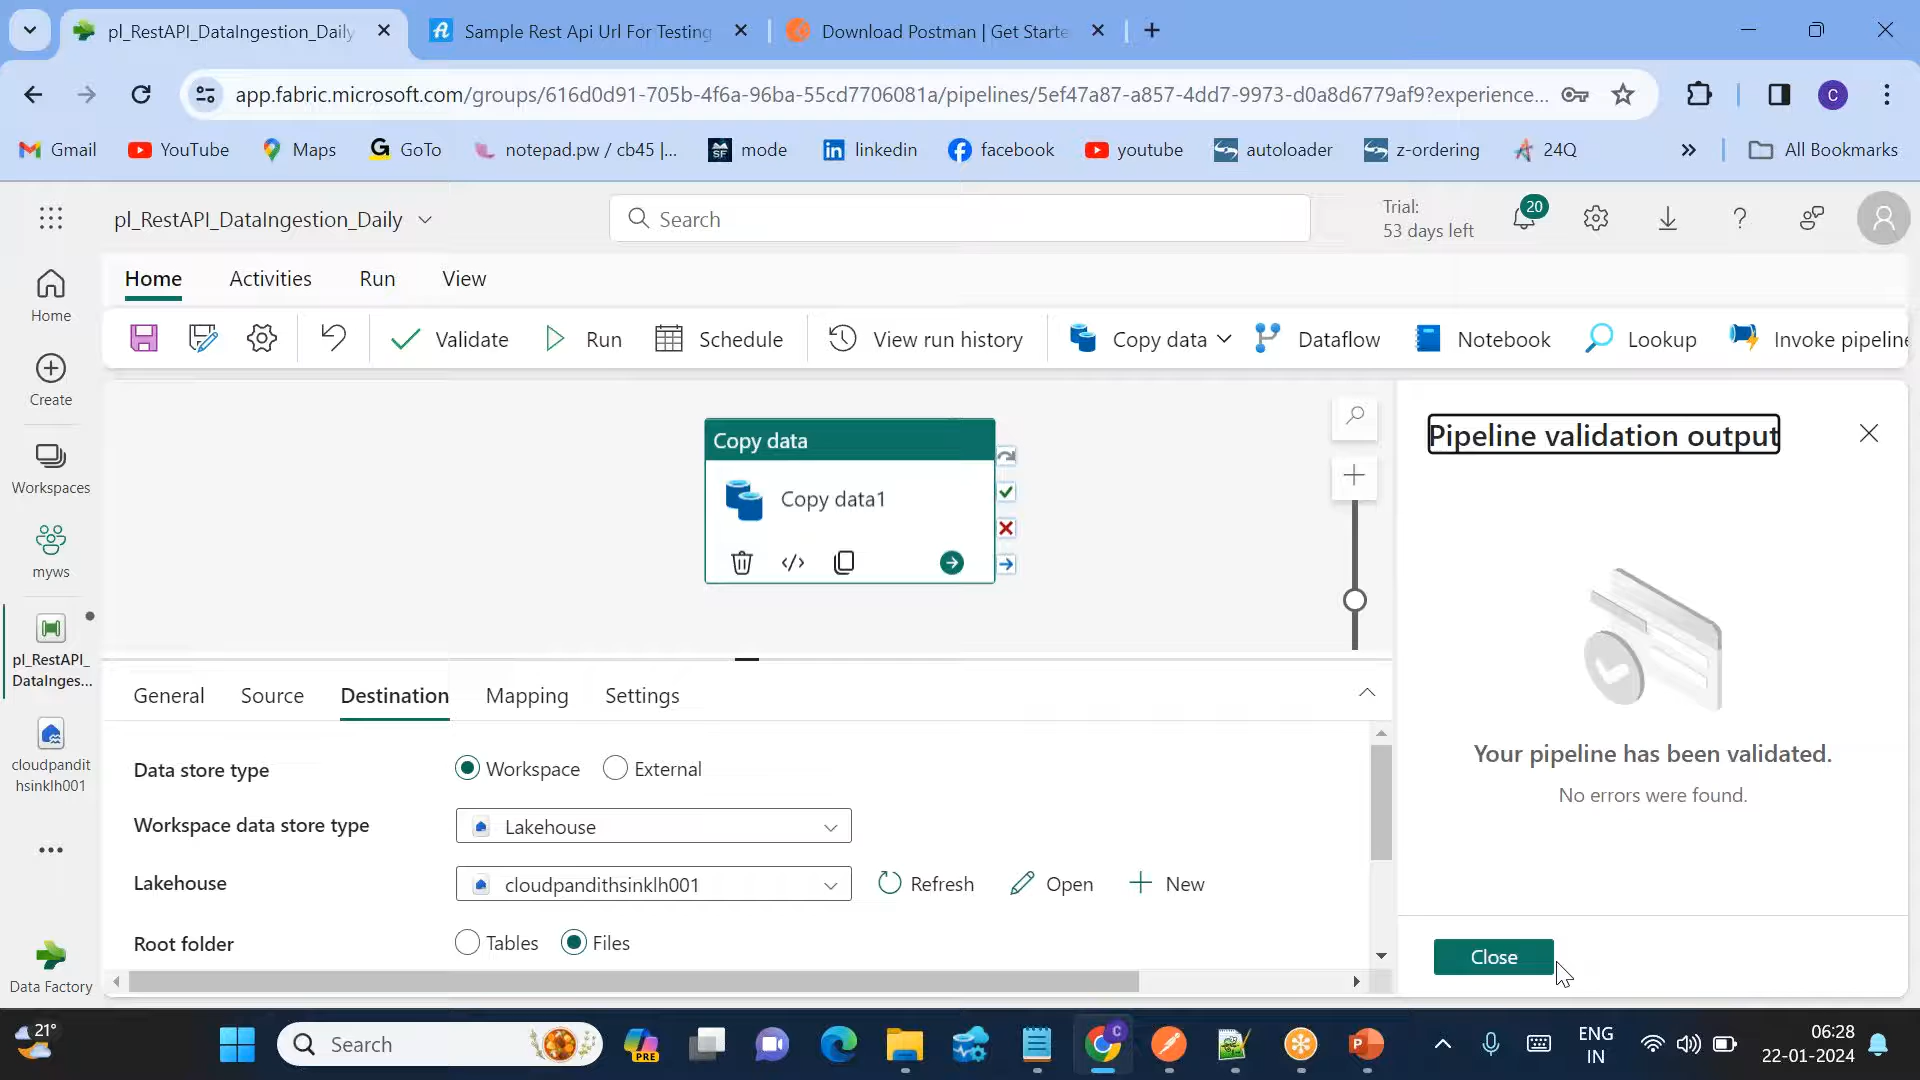 pl_RestAPI_DataIngestion_Daily
Sample Rest Api Url For Testing
Download Postman | Get Starte
app.fabric.microsoft.com/groups/616d0d91-705b-4f6a-96ba-55cd7706081a/pipelines/5ef47a87-a857-4dd7-9973-d0a8d6779af9?experience...
C
Gmail
YouTube
Maps
GoTo
notepad.pw / cb45 |...
mode
linkedin
facebook
youtube
autoloader
z-ordering
24Q
All Bookmarks
pl_RestAPI_DataIngestion_Daily
Search
Trial:
53 days left
20
Home
Activities
Run
View
Validate
Run
Schedule
View run history
Copy data
Dataflow
Notebook
Lookup
Invoke pipeline
Home
Create
Workspaces
myws
pl_RestAPI_
DataInges...
cloudpandit
hsinklh001
Data Factory
Copy data
Copy data1
Pipeline validation output
Your pipeline has been validated.
No errors were found.
Close
General
Source
Destination
Mapping
Settings
Data store type
Workspace
External
Workspace data store type
Lakehouse
Lakehouse
cloudpandithsinklh001
Refresh
Open
New
Root folder
Tables
Files
21°
Search
PRE
C
P
ENG
IN
06:28
22-01-2024